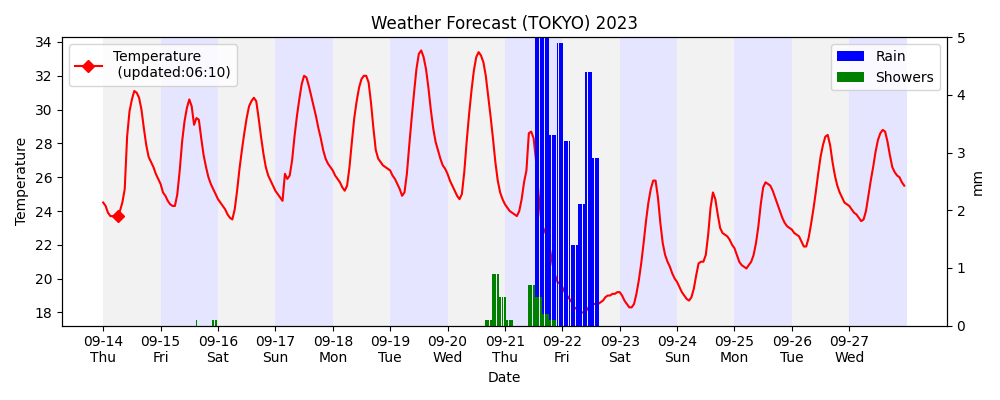 Weather Forecast (TOKYO) 2023
Temperature
(updated:06:10)
Rain
Showers
34
32
30
28
26
24
22
20
18
Temperature
5
4
3
2
1
0
mm
09-14 09-15 09-16 09-17 09-18 09-19 09-20 09-21 09-22 09-23 09-24 09-25 09-26 09-27
Thu Fri Sat Sun Mon Tue Wed Thu Fri Sat Sun Mon Tue Wed
Date